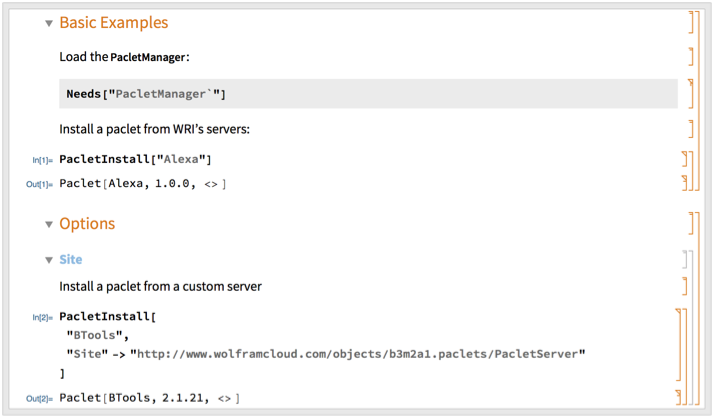 Basic Examples
Load the PacletManager:
Needs["PacletManager`"]
Install a paclet from WRI's servers:
In[1]= PacletInstall["Alexa"]
Out[1]= Paclet[Alexa, 1.0.0, <> ]
Options
Site
Install a paclet from a custom server
In[2]= PacletInstall[
"BTools",
"Site" -> "http://www.wolframcloud.com/objects/b3m2a1.paclets/PacletServer"
]
Out[2]= Paclet[BTools, 2.1.21, <> ]